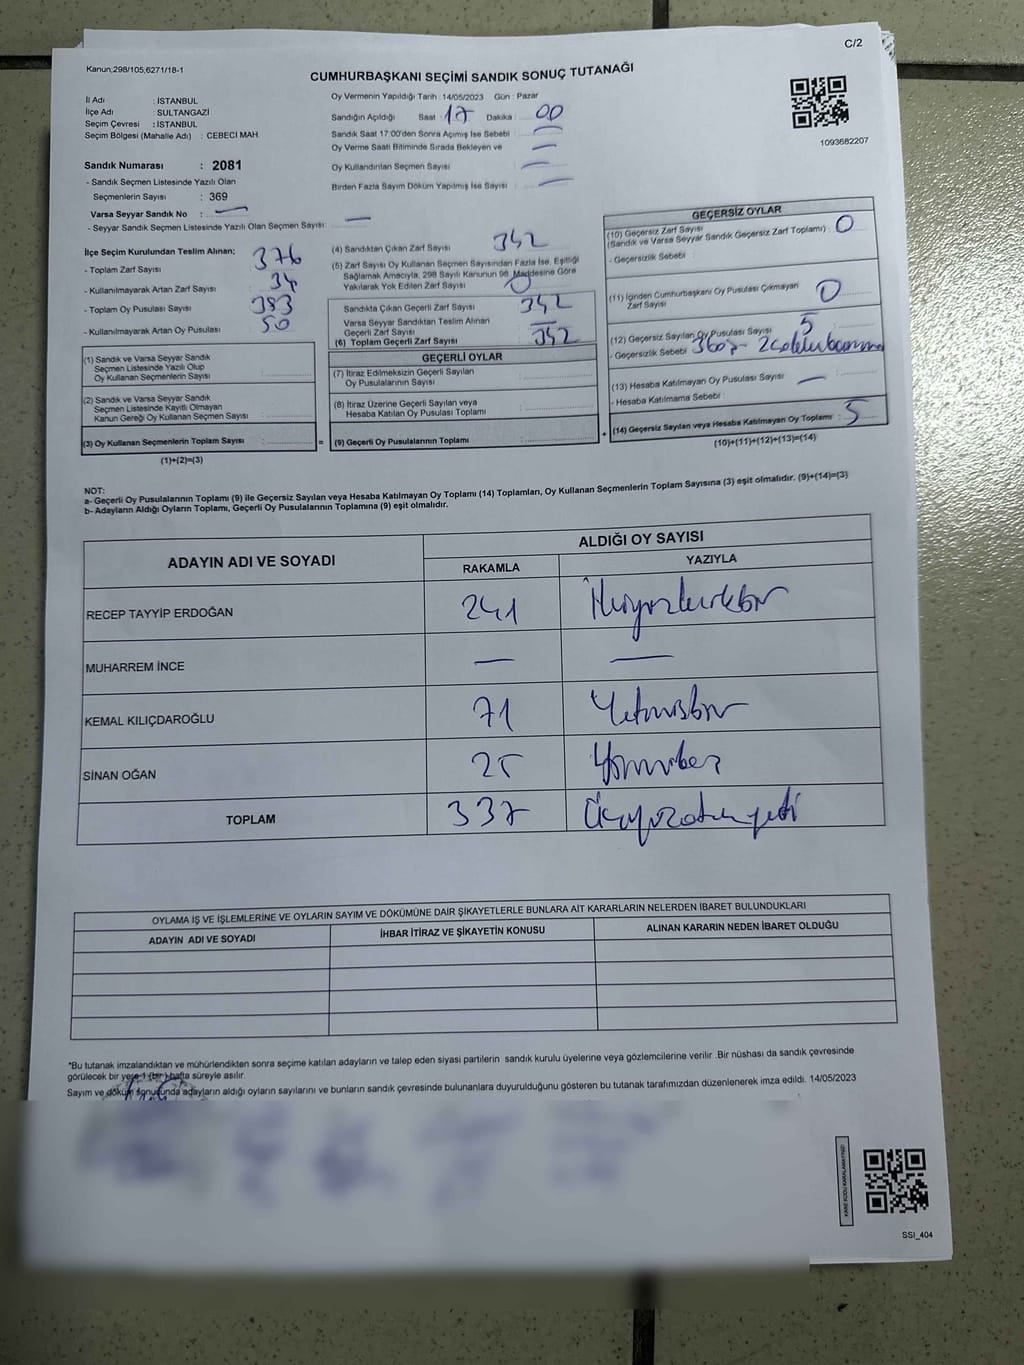 C/2
Kanun,298/105;6271/18-1
CUMHURBAŞKANI SEÇİMİ SANDIK SONUÇ TUTANAĞI
İl Adı : İSTANBUL
İlçe Adı : SULTANGAZİ
Seçim Çevresi : İSTANBUL
Seçim Bölgesi (Mahalle Adı) : CEBECİ MAH.
Sandık Numarası : 2081
- Sandık Seçmen Listesinde Yazılı Olan
Seçmenlerin Sayısı : 369
Varsa Seyyar Sandık No : —
- Seyyar Sandık Seçmen Listesinde Yazılı Olan Seçmen Sayısı: —
Oy Vermenin Yapıldığı Tarih : 14/05/2023 Gün : Pazar
Sandığın Açıldığı Saat : 17 Dakika : 00
Sandık Saat 17:00'den Sonra Açımış İse Sebebi : —
Oy Verme Saati Bitiminde Sırada Bekleyen ve —
Oy Kullandırılan Seçmen Sayısı : —
Birden Fazla Sayım Döküm Yapılmış İse Sayısı : —
1093682207
İlçe Seçim Kurulundan Teslim Alınan;
- Toplam Zarf Sayısı : 376
- Kullanılmayarak Artan Zarf Sayısı : 34
- Toplam Oy Pusulası Sayısı : 383
- Kullanılmayarak Artan Oy Pusulası : 50
(1) Sandık ve Varsa Seyyar Sandık
Seçmen Listesinde Yazılı Olup
Oy Kullanan Seçmenlerin Sayısı :
(2) Sandık ve Varsa Seyyar Sandık
Seçmen Listesinde Kayıtlı Olmayan
Kanun Gereği Oy Kullanan Seçmen Sayısı :
(3) Oy Kullanan Seçmenlerin Toplam Sayısı : =
(1)+(2)=(3)
(4) Sandıktan Çıkan Zarf Sayısı : 342
(5) Zarf Sayısı Oy Kullanan Seçmen Sayısından Fazla İse, Eşitliği
Sağlamak Amacıyla, 298 Sayılı Kanunun 98. Maddesine Göre
Yakılarak Yok Edilen Zarf Sayısı : 0
Sandıkta Çıkan Geçerli Zarf Sayısı : 342
Varsa Seyyar Sandıktan Teslim Alınan
Geçerli Zarf Sayısı : —
(6) Toplam Geçerli Zarf Sayısı : 342
GEÇERLİ OYLAR
(7) İtiraz Edilmeksizin Geçerli Sayılan
Oy Pusulalarının Sayısı :
(8) İtiraz Üzerine Geçerli Sayılan veya
Hesaba Katılan Oy Pusulası Toplamı :
(9) Geçerli Oy Pusulalarının Toplamı : +
GEÇERSİZ OYLAR
(10) Geçersiz Zarf Sayısı
(Sandık ve Varsa Seyyar Sandık Geçersiz Zarf Toplamı) : 0
- Geçersizlik Sebebi :
(11) İçinden Cumhurbaşkanı Oy Pusulası Çıkmayan
Zarf Sayısı : 0
(12) Geçersiz Sayılan Oy Pusulası Sayısı : 5
- Geçersizlik Sebebi :
(13) Hesaba Katılmayan Oy Pusulası Sayısı : —
- Hesaba Katılmama Sebebi :
(14) Geçersiz Sayılan veya Hesaba Katılmayan Oy Toplamı : 5
(10)+(11)+(12)+(13)=(14)
NOT:
a- Geçerli Oy Pusulalarının Toplamı (9) ile Geçersiz Sayılan veya Hesaba Katılmayan Oy Toplamı (14) Toplamları, Oy Kullanan Seçmenlerin Toplam Sayısına (3) eşit olmalıdır. (9)+(14)=(3)
b- Adayların Aldığı Oyların Toplamı, Geçerli Oy Pusulalarının Toplamına (9) eşit olmalıdır.
ADAYIN ADI VE SOYADI ALDIĞI OY SAYISI
RAKAMLA YAZIYLA
RECEP TAYYİP ERDOĞAN 241 İkiyüzkırkbir
MUHARREM İNCE — —
KEMAL KILIÇDAROĞLU 71 Yetmişbir
SİNAN OĞAN 25 Yirmibeş
TOPLAM 337 Üçyüzotuzyedi
OYLAMA İŞ VE İŞLEMLERİNE VE OYLARIN SAYIM VE DÖKÜMÜNE DAİR ŞİKAYETLERLE BUNLARA AİT KARARLARIN NELERDEN İBARET BULUNDUKLARI
ADAYIN ADI VE SOYADI İHBAR İTİRAZ VE ŞİKAYETİN KONUSU ALINAN KARARIN NEDEN İBARET OLDUĞU
*Bu tutanak imzalandıktan ve mühürlendikten sonra seçime katılan adayların ve talep eden siyasi partilerin sandık kurulu üyelerine veya gözlemcilerine verilir .Bir nüshası da sandık çevresinde
görülecek bir yere 1 (bir) hafta süreyle asılır.
Sayım ve döküm sonucunda adayların aldığı oyların sayılarını ve bunların sandık çevresinde bulunanlara duyurulduğunu gösteren bu tutanak tarafımızdan düzenlenerek imza edildi. 14/05/2023
KARE KODU KARALAMAYINIZ!
SSI_404